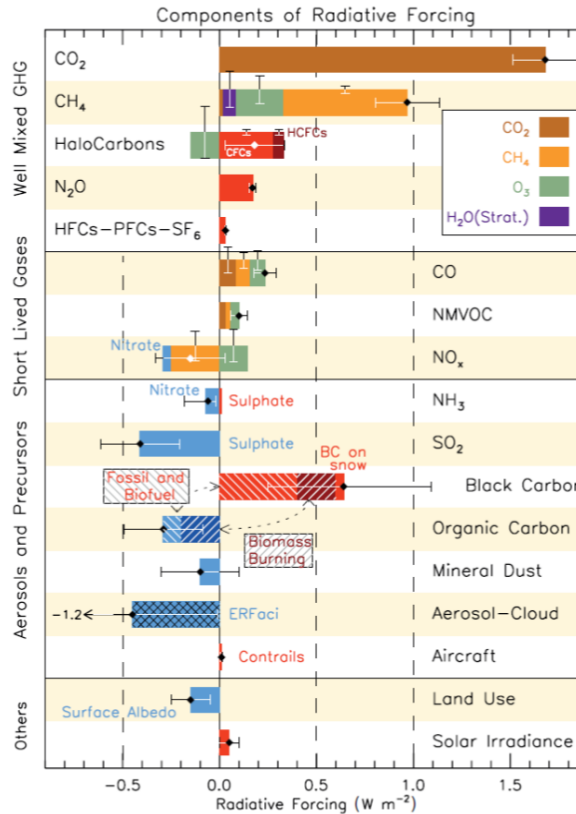 Components of Radiative Forcing
Well Mixed GHG
CO₂
CH₄
HaloCarbons
HCFCs
CFCs
N₂O
HFCs-PFCs-SF₆
CO₂
CH₄
O₃
H₂O(Strat.)
Short Lived Gases
CO
NMVOC
Nitrate
NOₓ
Aerosols and Precursors
Nitrate
Sulphate
NH₃
Sulphate
SO₂
BC on
snow
Fossil and
Biofuel
Black Carbon
Organic Carbon
Biomass
Burning
Mineral Dust
-1.2
ERFaci
Aerosol-Cloud
Contrails
Aircraft
Others
Surface Albedo
Land Use
Solar Irradiance
-0.5 0.0 0.5 1.0 1.5
Radiative Forcing (W m⁻²)